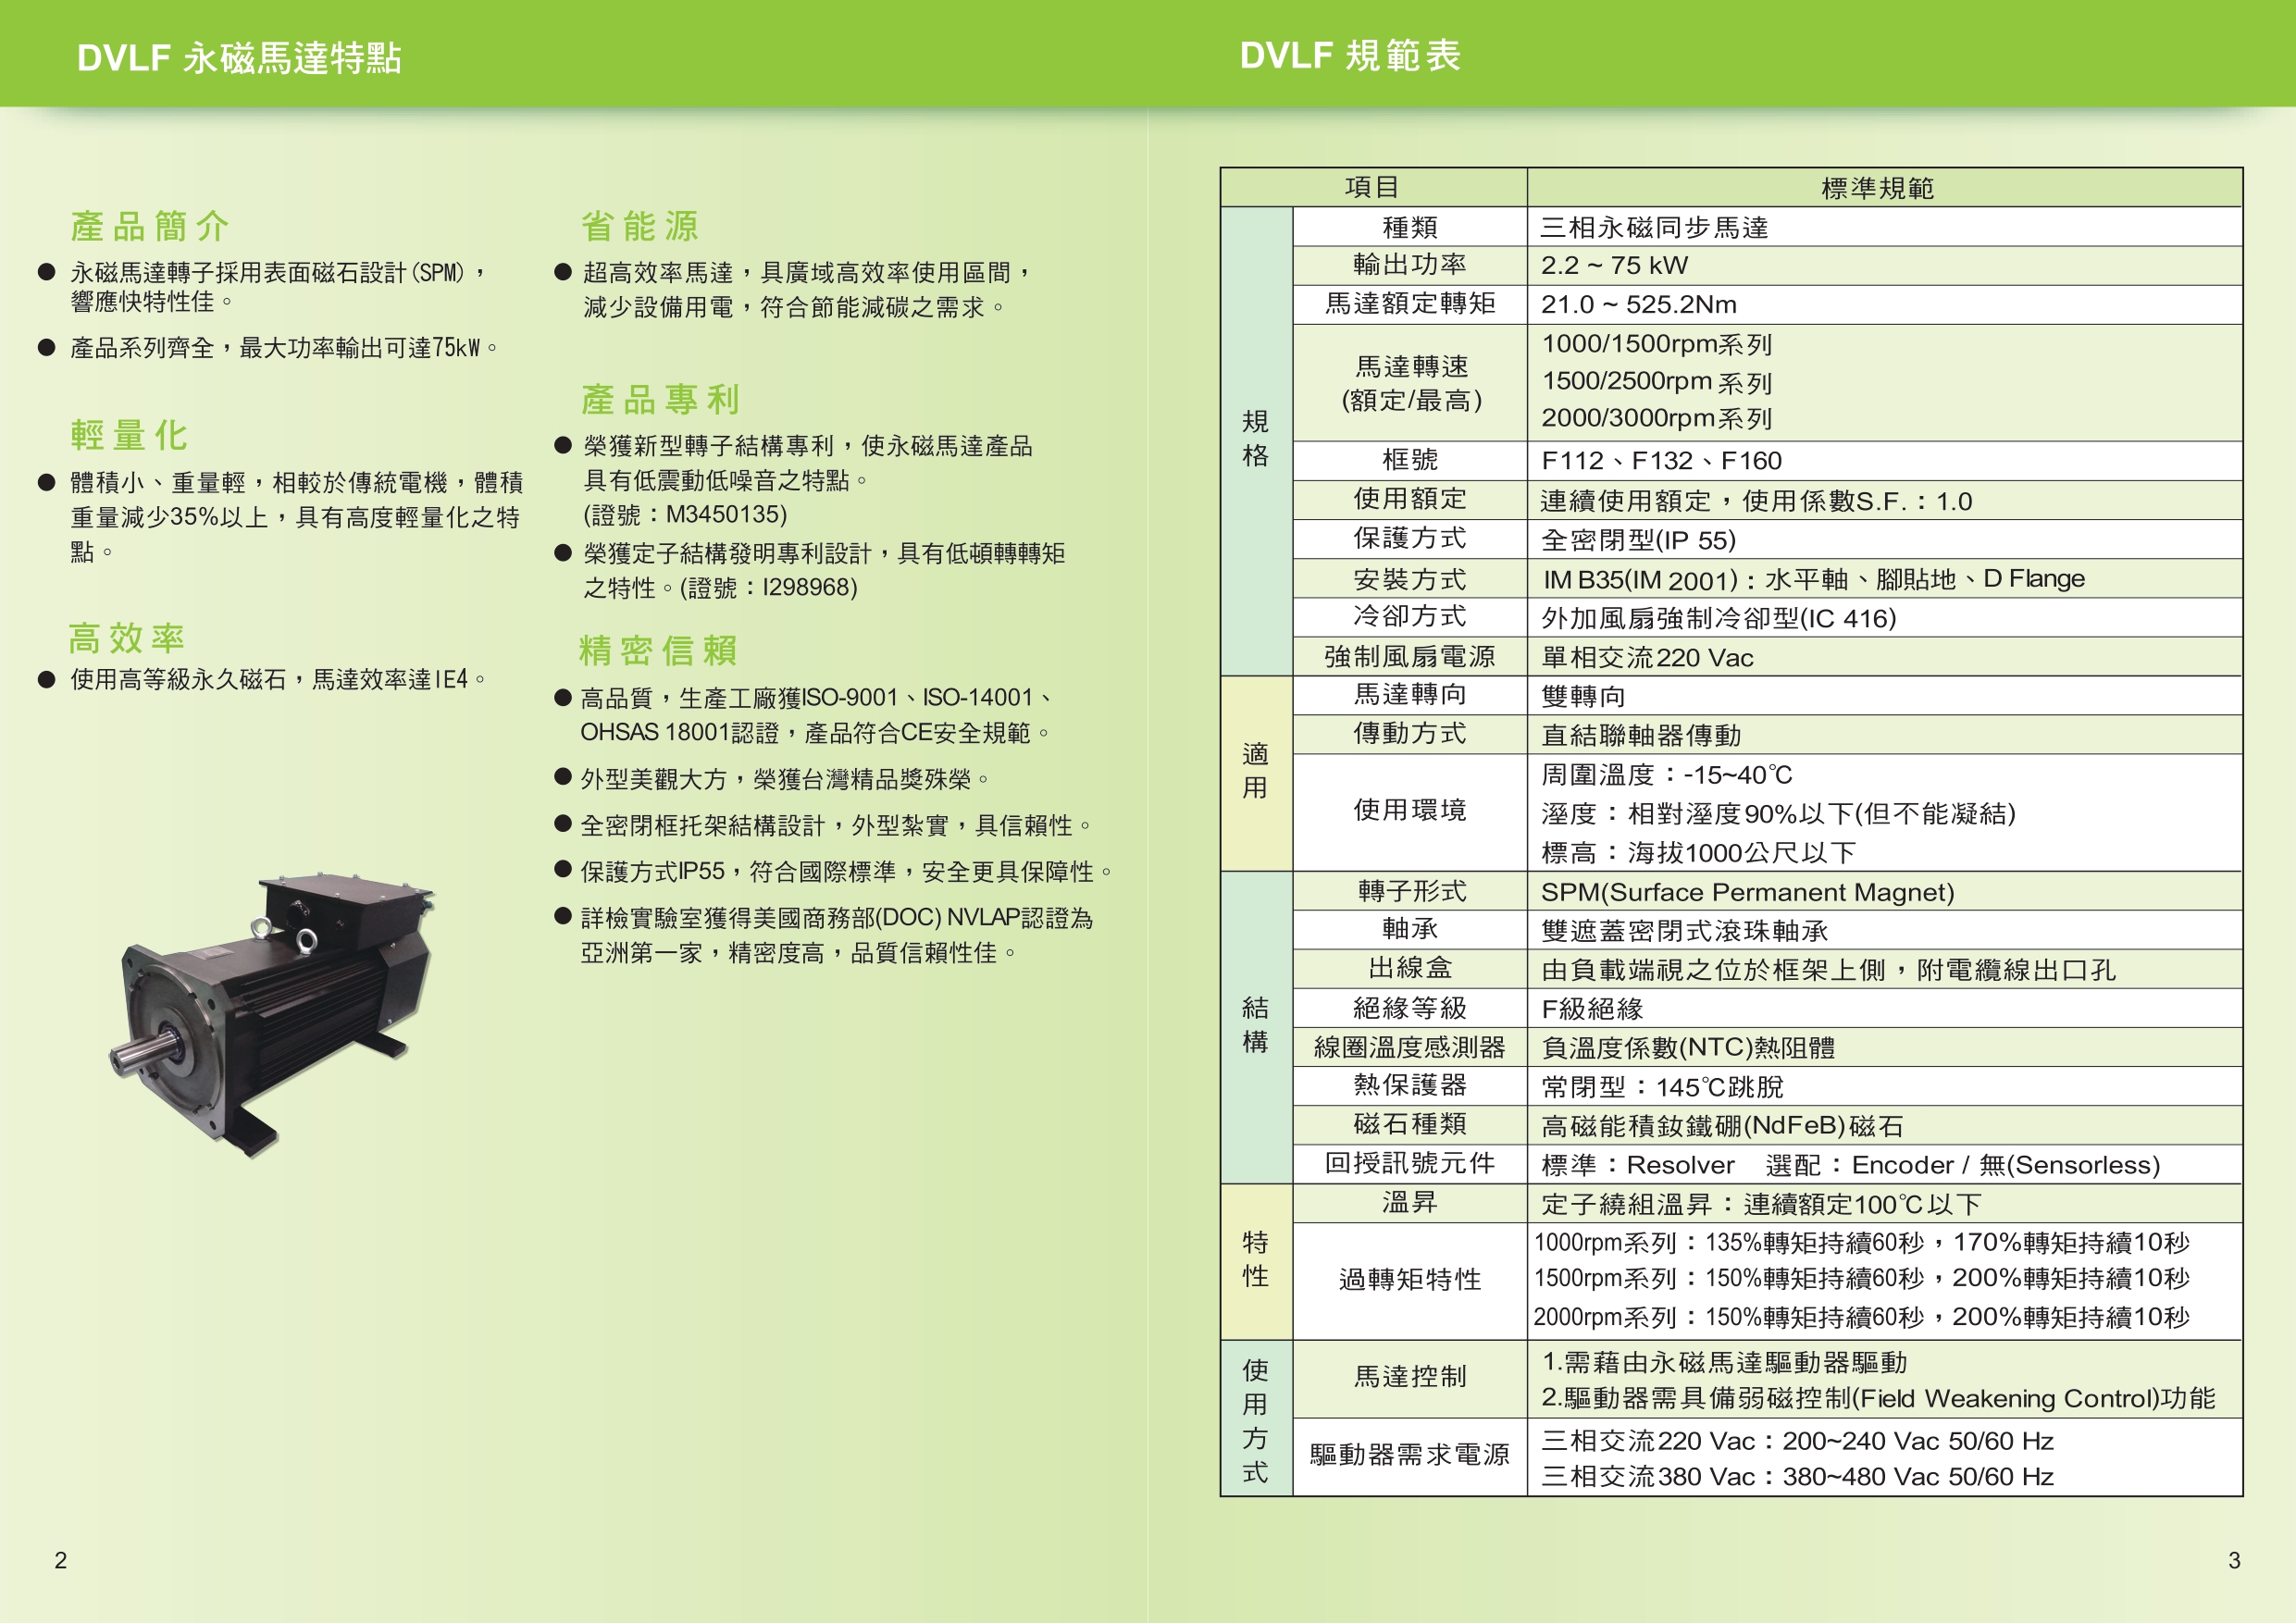 DVLF 永磁馬達特點
產品簡介
● 永磁馬達轉子採用表面磁石設計(SPM)，
響應快特性佳。
● 產品系列齊全，最大功率輸出可達75kW。
輕量化
● 體積小、重量輕，相較於傳統電機，體積
重量減少35%以上，具有高度輕量化之特
點。
高效率
● 使用高等級永久磁石，馬達效率達IE4。
省能源
● 超高效率馬達，具廣域高效率使用區間，
減少設備用電，符合節能減碳之需求。
產品專利
● 榮獲新型轉子結構專利，使永磁馬達產品
具有低震動低噪音之特點。
(證號：M3450135)
● 榮獲定子結構發明專利設計，具有低頓轉轉矩
之特性。(證號：I298968)
精密信賴
● 高品質，生產工廠獲ISO-9001、ISO-14001、
OHSAS 18001認證，產品符合CE安全規範。
● 外型美觀大方，榮獲台灣精品獎殊榮。
● 全密閉框托架結構設計，外型紮實，具信賴性。
● 保護方式IP55，符合國際標準，安全更具保障性。
● 詳檢實驗室獲得美國商務部(DOC) NVLAP認證為
亞洲第一家，精密度高，品質信賴性佳。
2
DVLF 規範表
項目 標準規範
規格
種類 三相永磁同步馬達
輸出功率 2.2 ~ 75 kW
馬達額定轉矩 21.0 ~ 525.2Nm
馬達轉速
(額定/最高)
1000/1500rpm系列
1500/2500rpm系列
2000/3000rpm系列
框號 F112、F132、F160
使用額定 連續使用額定，使用係數S.F.：1.0
保護方式 全密閉型(IP 55)
安裝方式 IM B35(IM 2001)：水平軸、腳貼地、D Flange
冷卻方式 外加風扇強制冷卻型(IC 416)
強制風扇電源 單相交流220 Vac
適用
馬達轉向 雙轉向
傳動方式 直結聯軸器傳動
使用環境
周圍溫度：-15~40℃
溼度：相對溼度90%以下(但不能凝結)
標高：海拔1000公尺以下
結構
轉子形式 SPM(Surface Permanent Magnet)
軸承 雙遮蓋密閉式滾珠軸承
出線盒 由負載端視之位於框架上側，附電纜線出口孔
絕緣等級 F級絕緣
線圈溫度感測器 負溫度係數(NTC)熱阻體
熱保護器 常閉型：145℃跳脫
磁石種類 高磁能積釹鐵硼(NdFeB)磁石
回授訊號元件 標準：Resolver 選配：Encoder / 無(Sensorless)
特性
溫昇 定子繞組溫昇：連續額定100℃以下
過轉矩特性
1000rpm系列：135%轉矩持續60秒，170%轉矩持續10秒
1500rpm系列：150%轉矩持續60秒，200%轉矩持續10秒
2000rpm系列：150%轉矩持續60秒，200%轉矩持續10秒
使用方式
馬達控制
1.需藉由永磁馬達驅動器驅動
2.驅動器需具備弱磁控制(Field Weakening Control)功能
驅動器需求電源
三相交流220 Vac：200~240 Vac 50/60 Hz
三相交流380 Vac：380~480 Vac 50/60 Hz
3